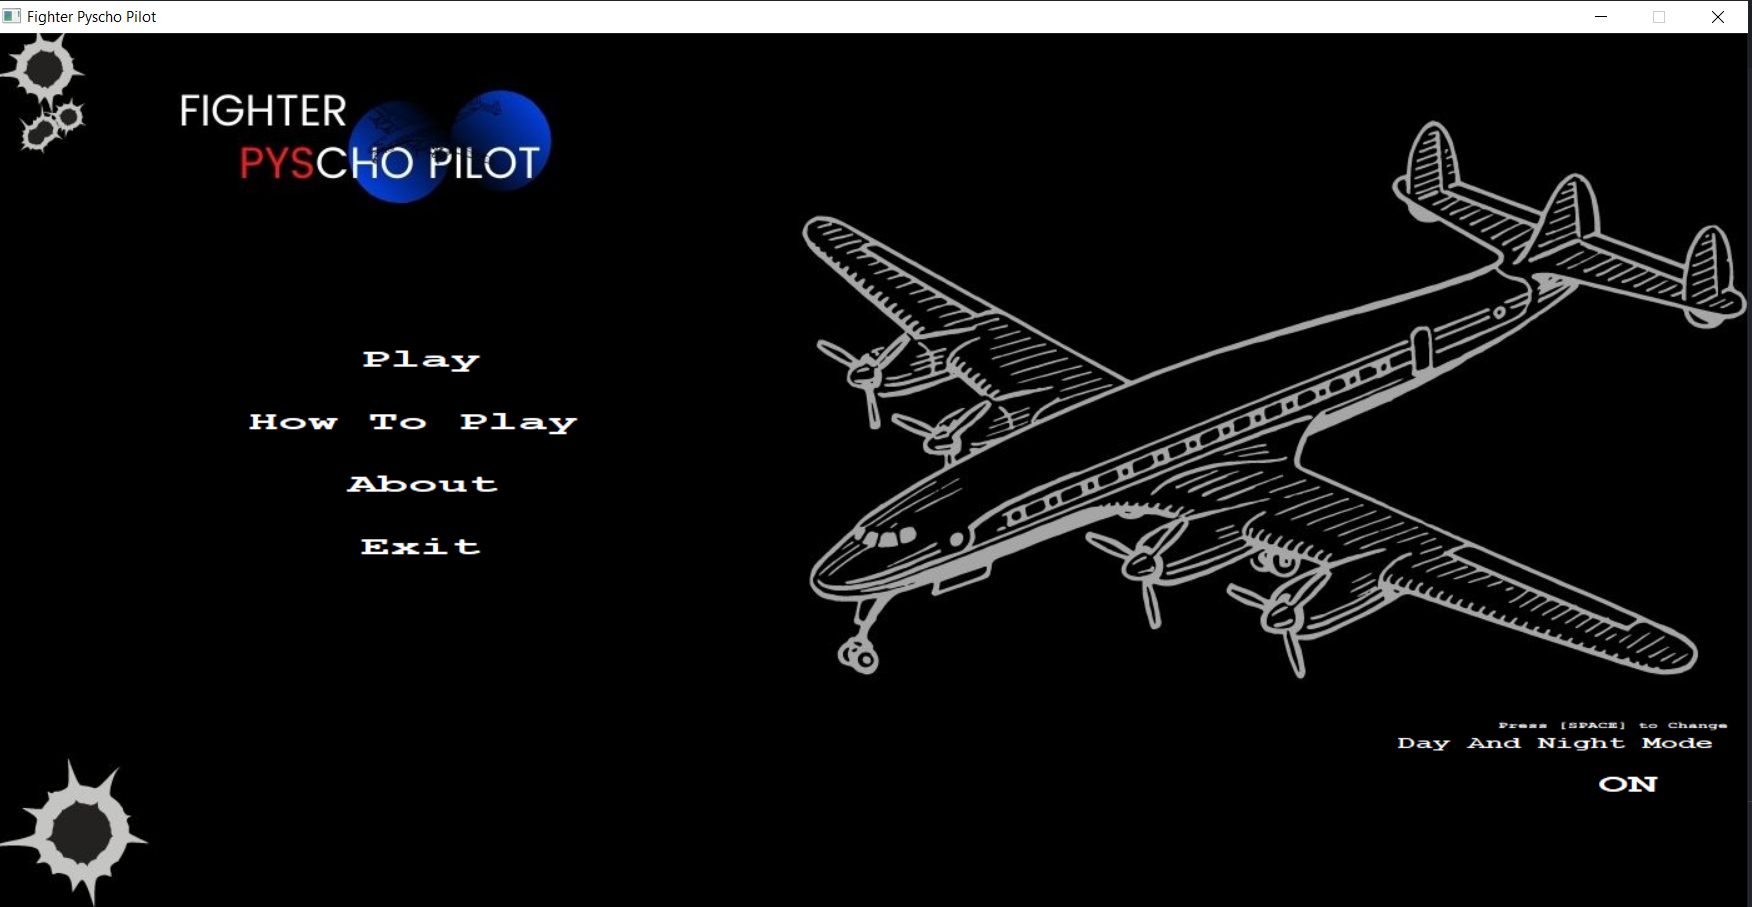 Fighter Pyscho Pilot
FIGHTER
PYSCHO PILOT
Play
How To Play
About
Exit
Press [SPACE] to Change
Day And Night Mode
ON